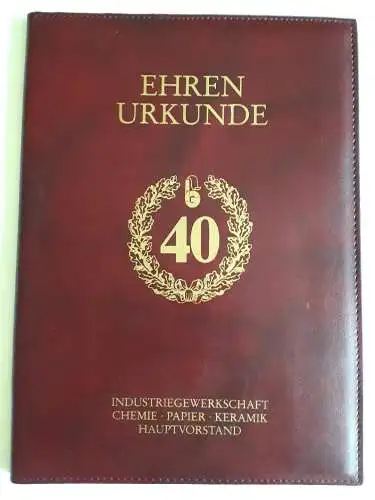 EHREN
URKUNDE
G
40
INDUSTRIEGEWERKSCHAFT
CHEMIE · PAPIER · KERAMIK
HAUPTVORSTAND